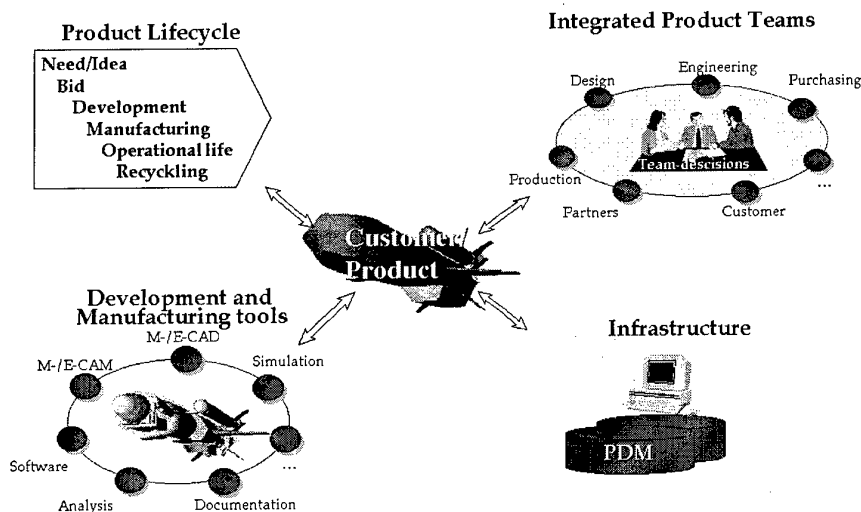 Product Lifecycle
Need/Idea
Bid
Development
Manufacturing
Operational life
Recyckling
Integrated Product Teams
Engineering
Design
Purchasing
Team-descisions
Production
...
Partners
Customer
Customer/
Product
Development and
Manufacturing tools
M-/E-CAD
M-/E-CAM
Simulation
Software
...
Analysis
Documentation
Infrastructure
PDM